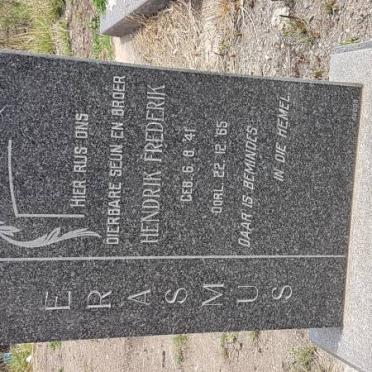 HIER RUS ONS
DIERBARE SEUN EN BROER
HENDRIK FREDERIK
GEB. 6. 8. '41
OORL. 22. 12. '65
DAAR IS BEMINDES
IN DIE HEMEL.
ERASMUS